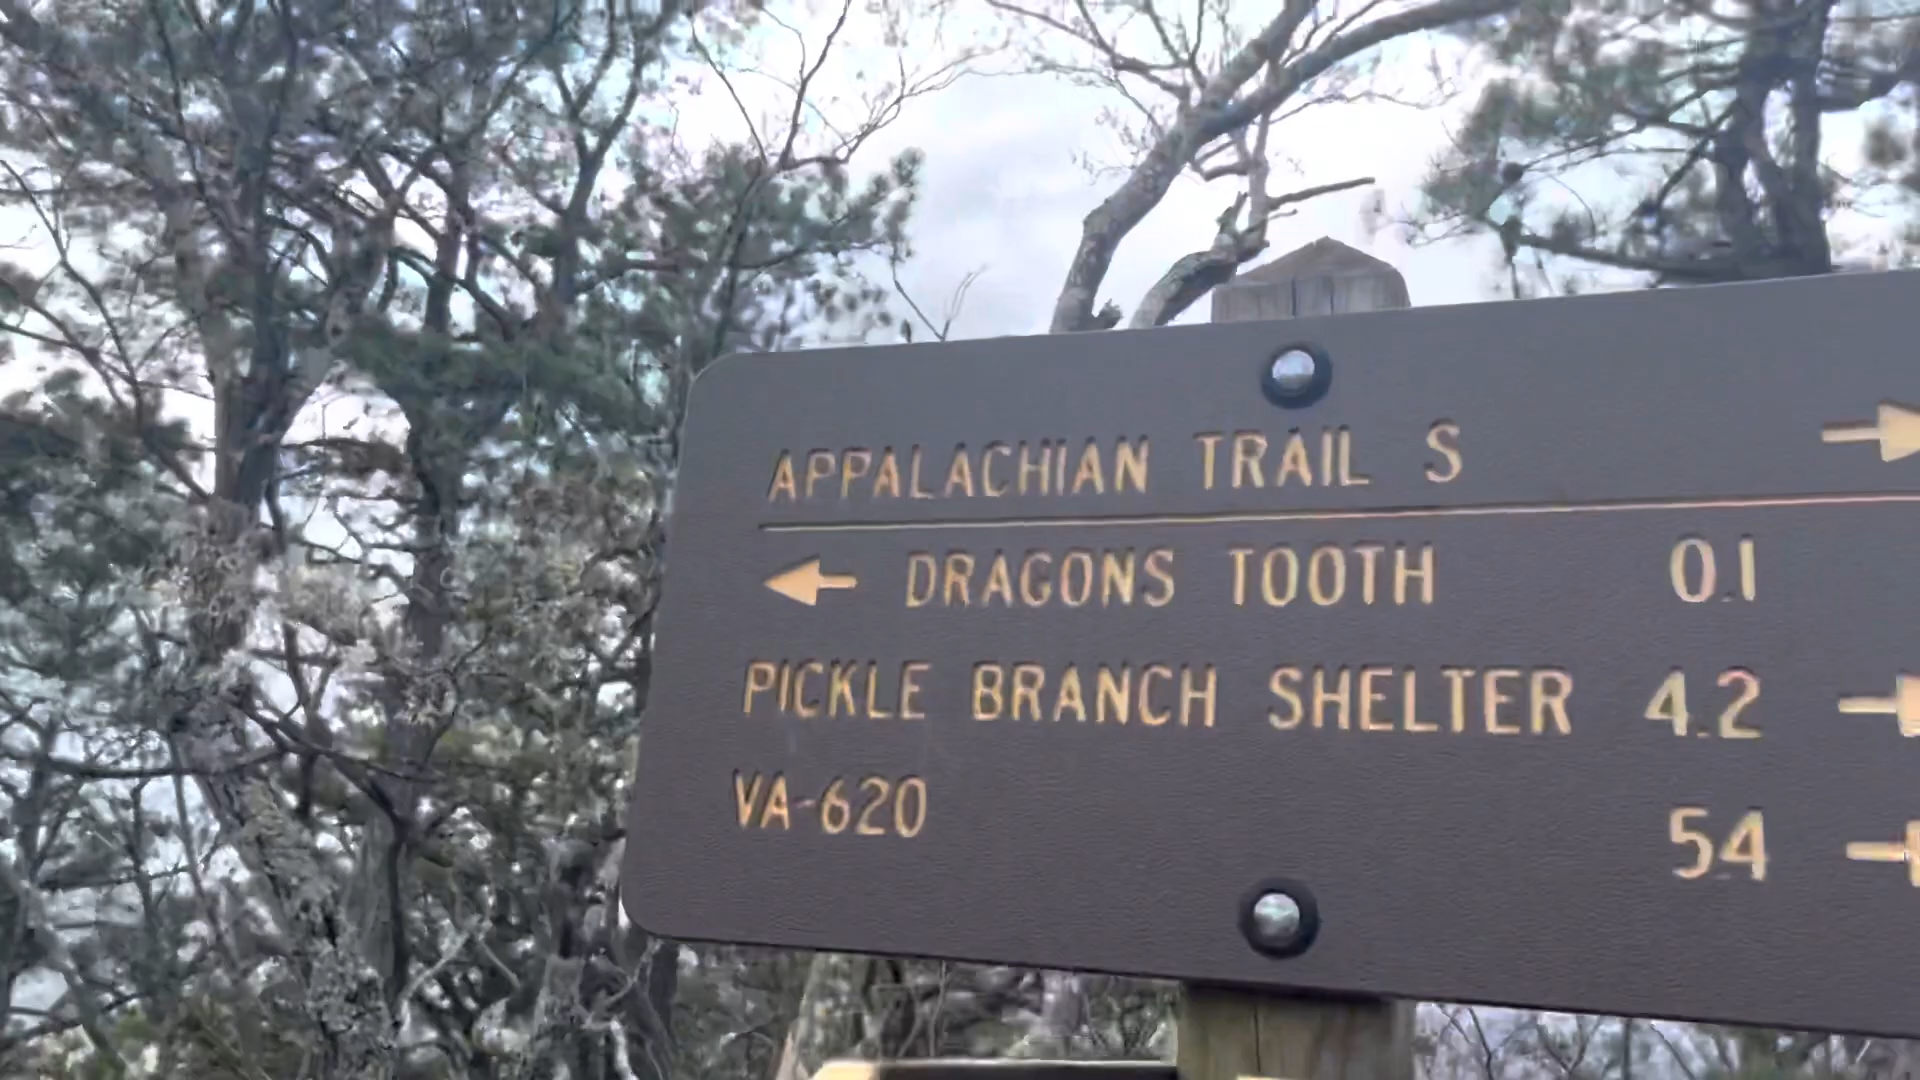 APPALACHIAN TRAIL S
DRAGONS TOOTH 0.1
PICKLE BRANCH SHELTER 4.2
VA-620 5.4